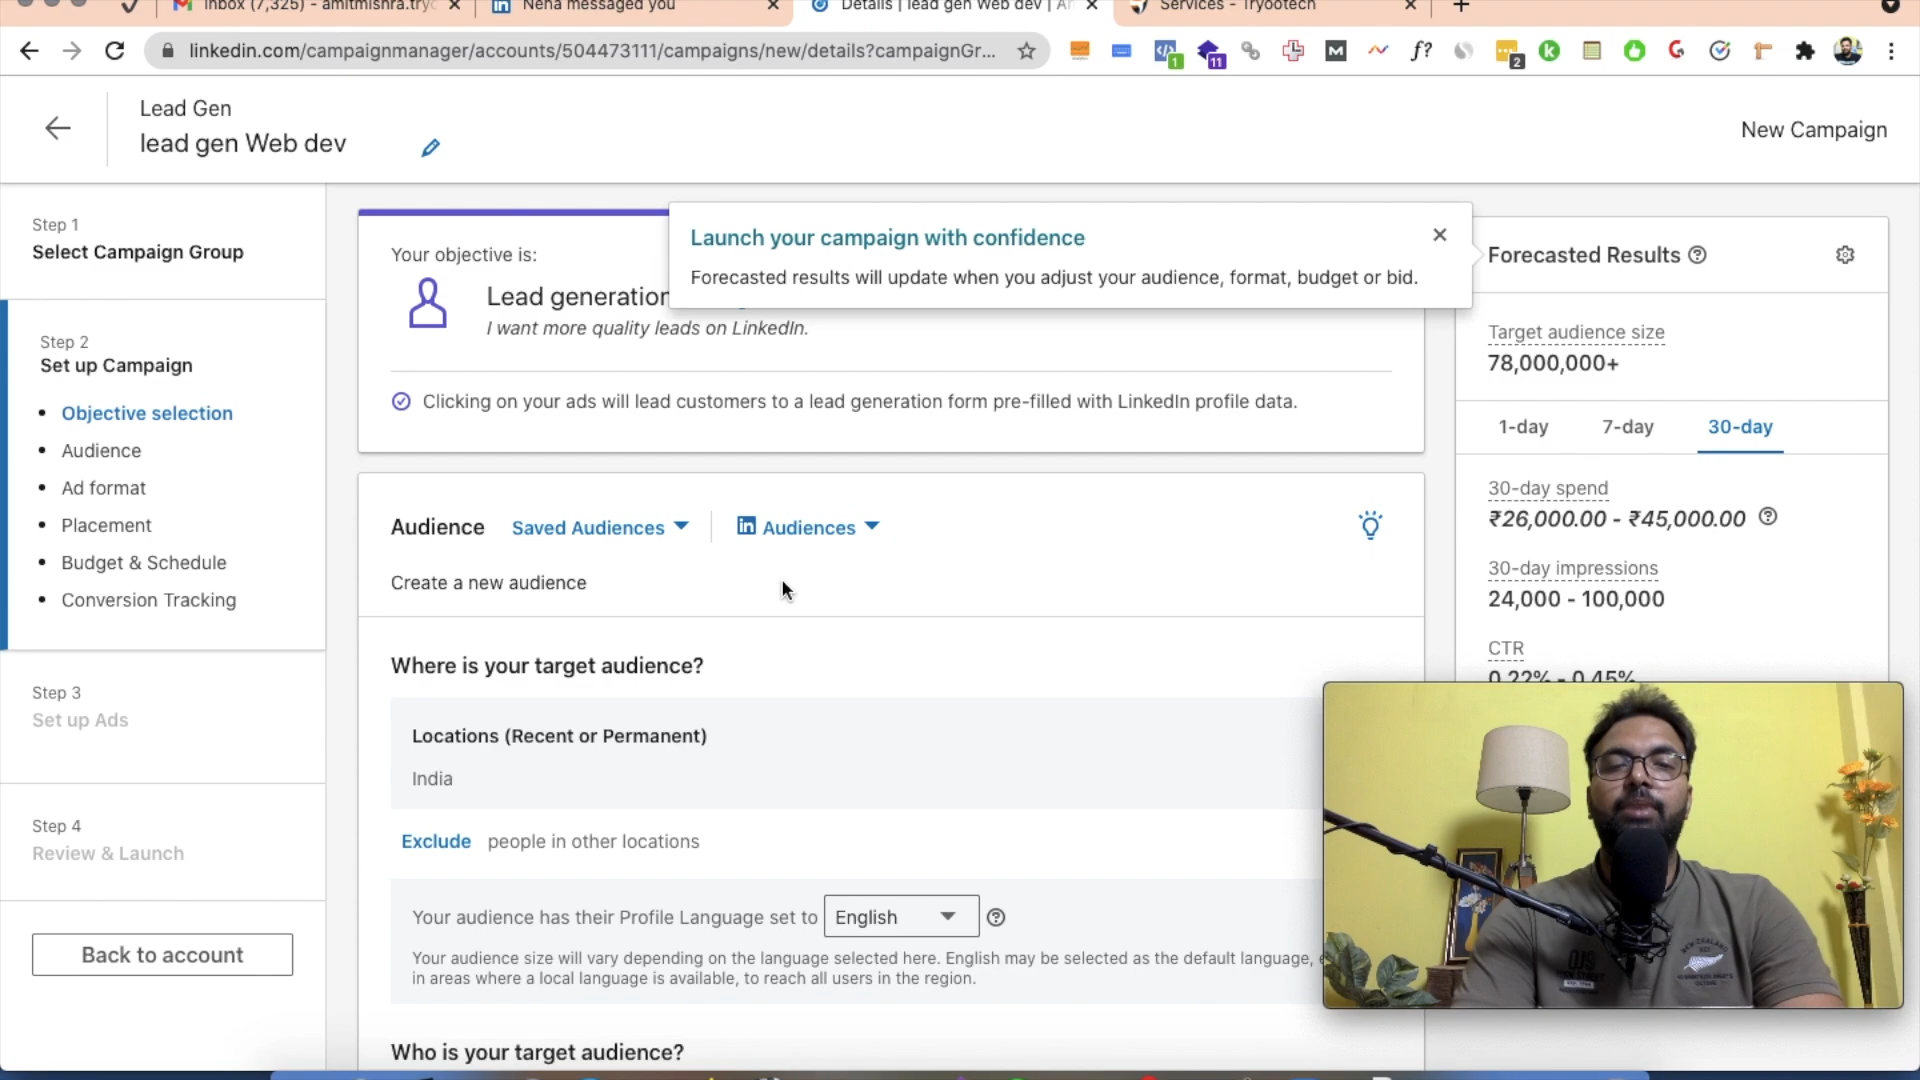 Inbox (7,325) - amitmishra.tryc
Neha messaged you
Details | lead gen Web dev | A
Services - Tryootech
linkedin.com/campaignmanager/accounts/504473111/campaigns/new/details?campaignGr...
1
11
f?
2
Lead Gen
lead gen Web dev
New Campaign
Step 1
Select Campaign Group
Step 2
Set up Campaign
Objective selection
Audience
Ad format
Placement
Budget & Schedule
Conversion Tracking
Step 3
Set up Ads
Step 4
Review & Launch
Back to account
Your objective is:
Lead generation
I want more quality leads on LinkedIn.
Clicking on your ads will lead customers to a lead generation form pre-filled with LinkedIn profile data.
Launch your campaign with confidence
Forecasted results will update when you adjust your audience, format, budget or bid.
Audience Saved Audiences in Audiences
Create a new audience
Where is your target audience?
Locations (Recent or Permanent)
India
Exclude people in other locations
Your audience has their Profile Language set to English
Your audience size will vary depending on the language selected here. English may be selected as the default language,
in areas where a local language is available, to reach all users in the region.
Who is your target audience?
Forecasted Results
Target audience size
78,000,000+
1-day 7-day 30-day
30-day spend
₹26,000.00 - ₹45,000.00
30-day impressions
24,000 - 100,000
CTR
0.22% - 0.45%
NEW ZEALAND